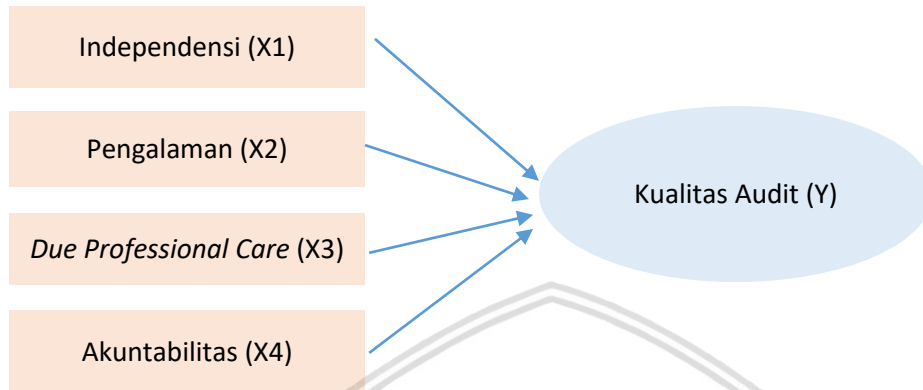 Independensi (X1)
Pengalaman (X2)
Due Professional Care (X3)
Akuntabilitas (X4)
Kualitas Audit (Y)